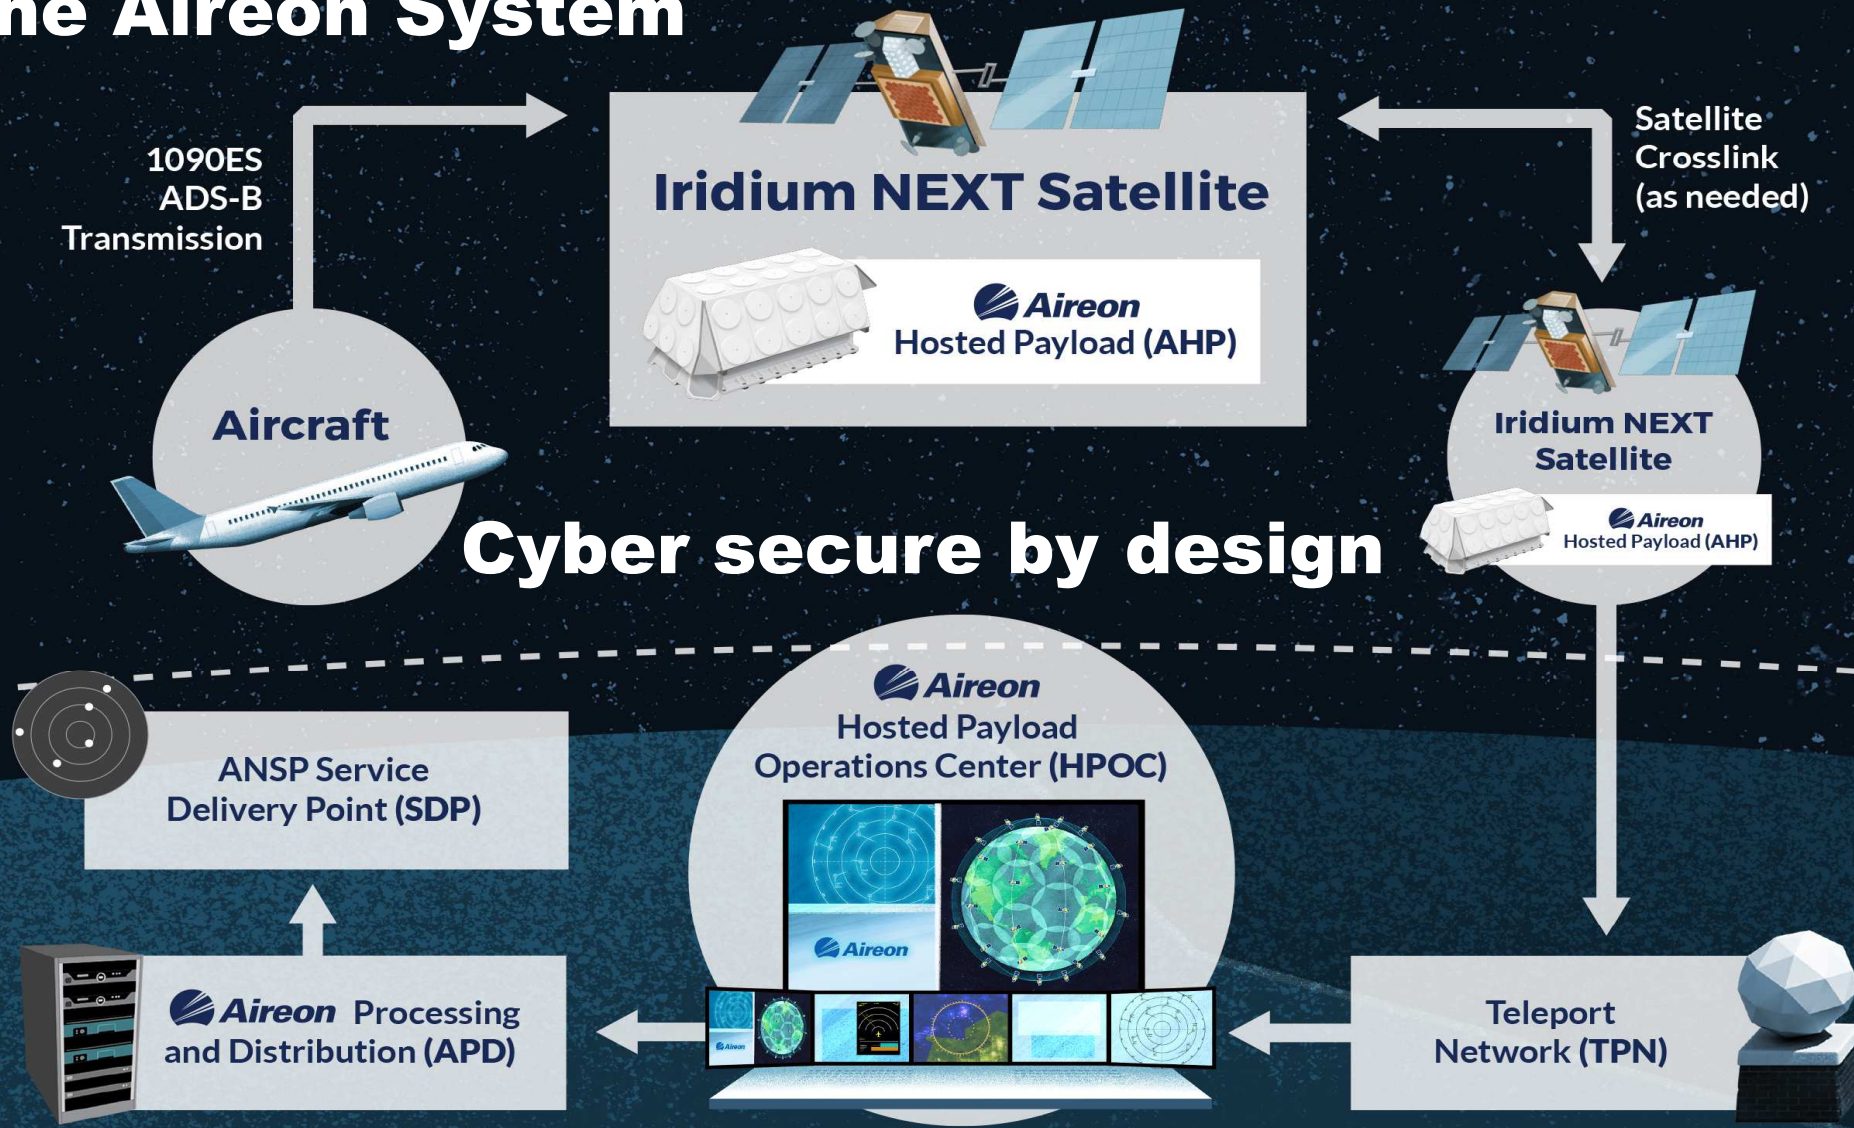 ne Aireon System
1090ES
ADS-B
Transmission
Iridium NEXT Satellite
Aireon
Hosted Payload (AHP)
Satellite
Crosslink
(as needed)
Aircraft
Iridium NEXT
Satellite
Aireon
Hosted Payload (AHP)
Cyber secure by design
Aireon
Hosted Payload
Operations Center (HPOC)
ANSP Service
Delivery Point (SDP)
Aireon
Aireon
Aireon Processing
and Distribution (APD)
Teleport
Network (TPN)